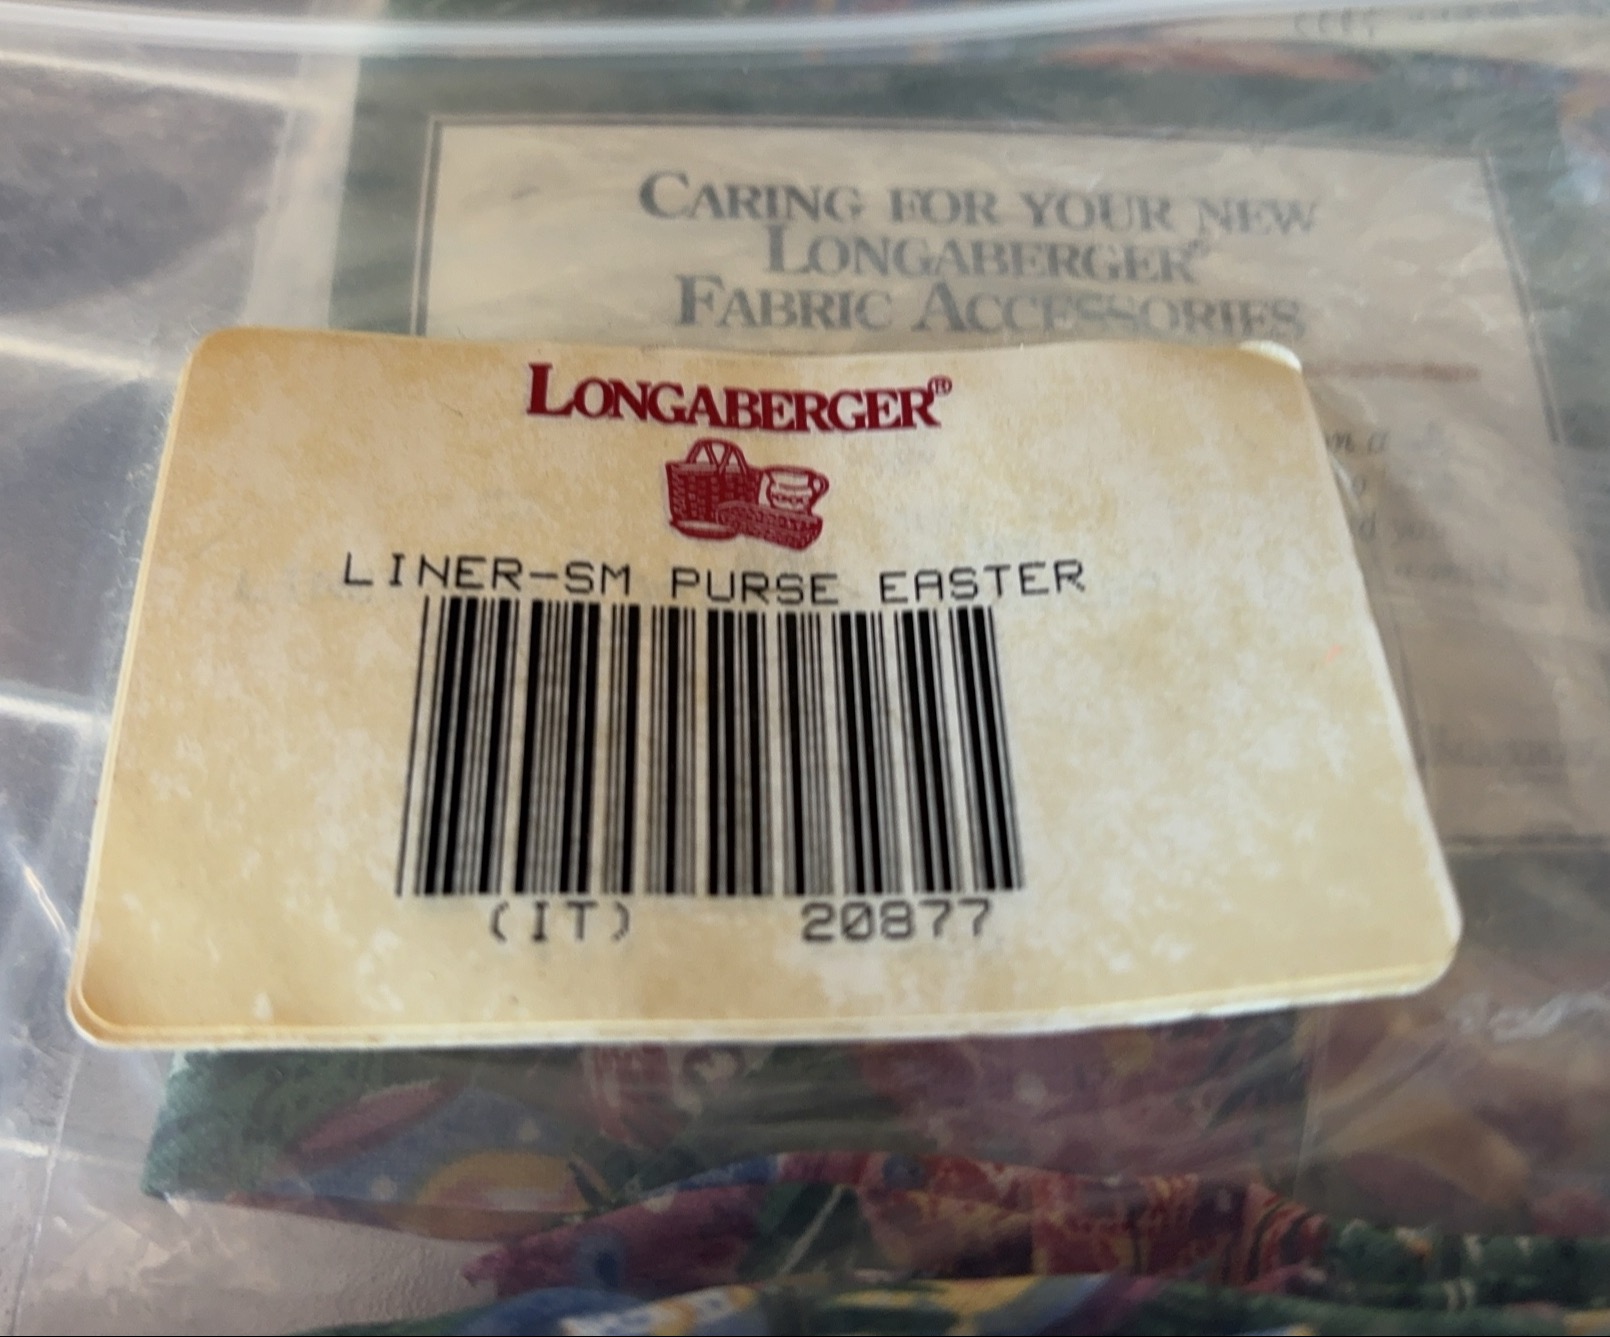 CARING FOR YOUR NEW
LONGABERGER®
FABRIC ACCESSORIES
LONGABERGER®
LINER-SM PURSE EASTER
(IT) 20877